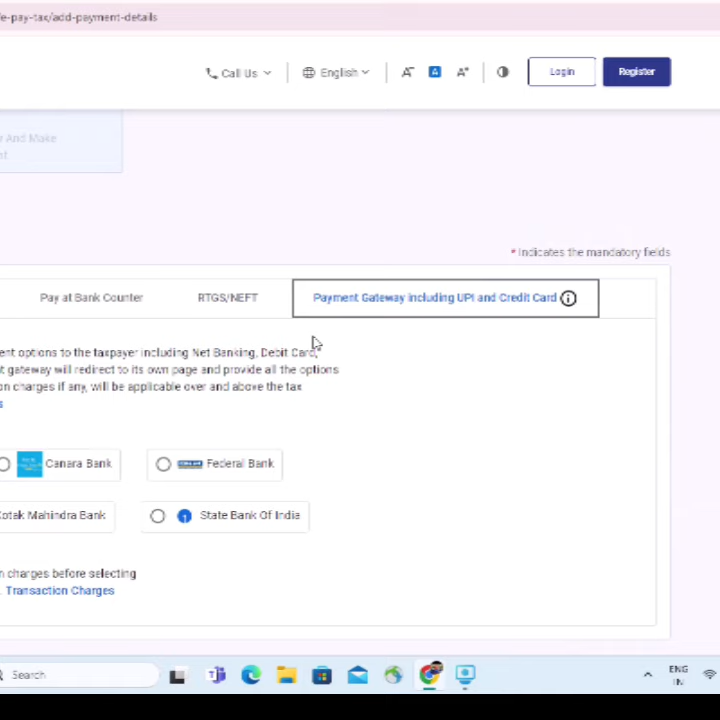 e-pay-tax/add-payment-details
Call Us English A- A A+ Login Register
And Make
* Indicates the mandatory fields
Pay at Bank Counter RTGS/NEFT Payment Gateway including UPI and Credit Card
ent options to the taxpayer including Net Banking, Debit Card,
t gateway will redirect to its own page and provide all the options
on charges if any, will be applicable over and above the tax
s
Canara Bank Federal Bank
Kotak Mahindra Bank State Bank Of India
n charges before selecting
. Transaction Charges
Search ENG
IN